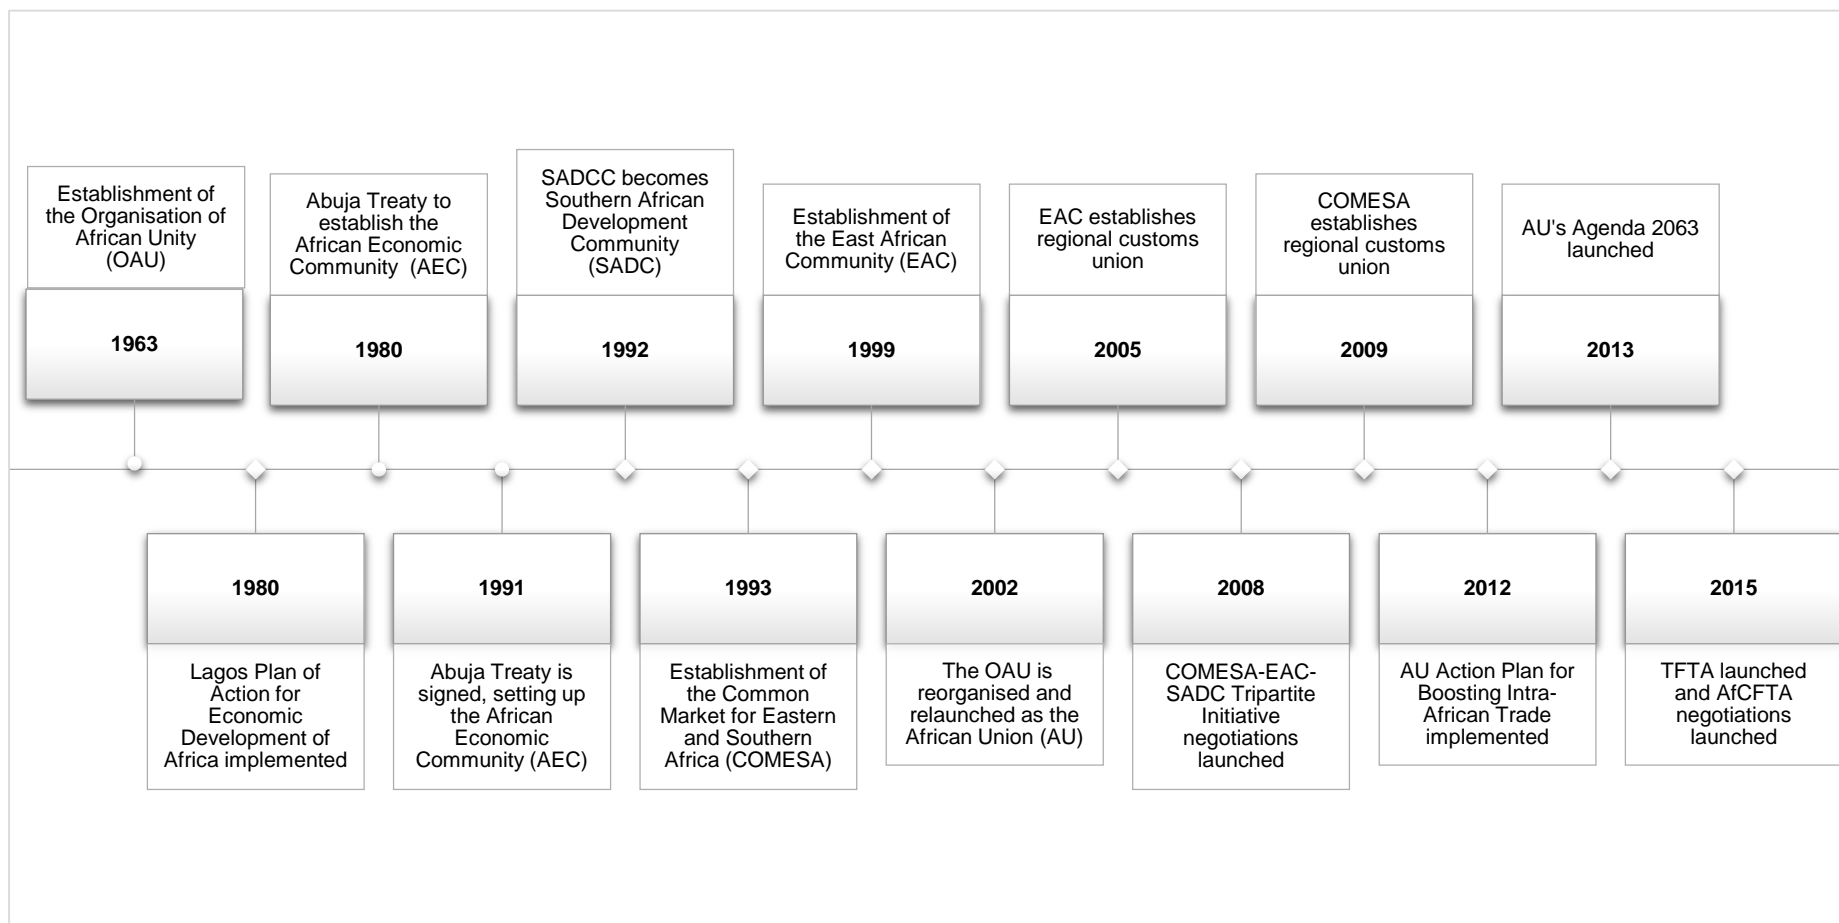 Establishment of
the Organisation of
African Unity
(OAU)
1963
1980
Lagos Plan of
Action for
Economic
Development of
Africa implemented
Abuja Treaty to
establish the
African Economic
Community  (AEC)
1980
1991
Abuja Treaty is
signed, setting up
the African
Economic
Community (AEC)
SADCC becomes
Southern African
Development
Community
(SADC)
1992
1993
Establishment of
the Common
Market for Eastern
and Southern
Africa (COMESA)
Establishment of
the East African
Community (EAC)
1999
2002
The OAU is
reorganised and
relaunched as the
African Union (AU)
EAC establishes
regional customs
union
2005
2008
COMESA-EAC-
SADC Tripartite
Initiative
negotiations
launched
COMESA
establishes
regional customs
union
2009
2012
AU Action Plan for
Boosting Intra-
African Trade
implemented
AU's Agenda 2063
launched
2013
2015
TFTA launched
and AfCFTA
negotiations
launched